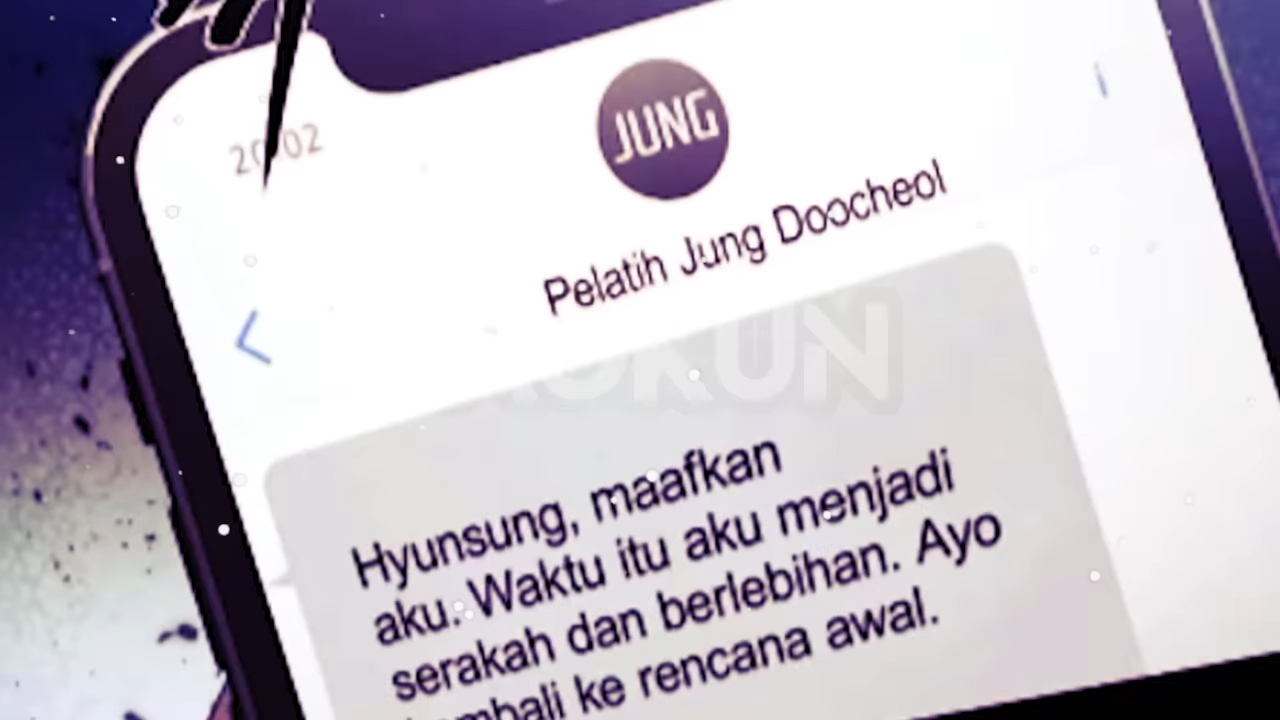 20:02
JUNG
Pelatih Jung Doocheol
Hyunsung, maafkan
aku. Waktu itu aku menjadi
serakah dan berlebihan. Ayo
kembali ke rencana awal.